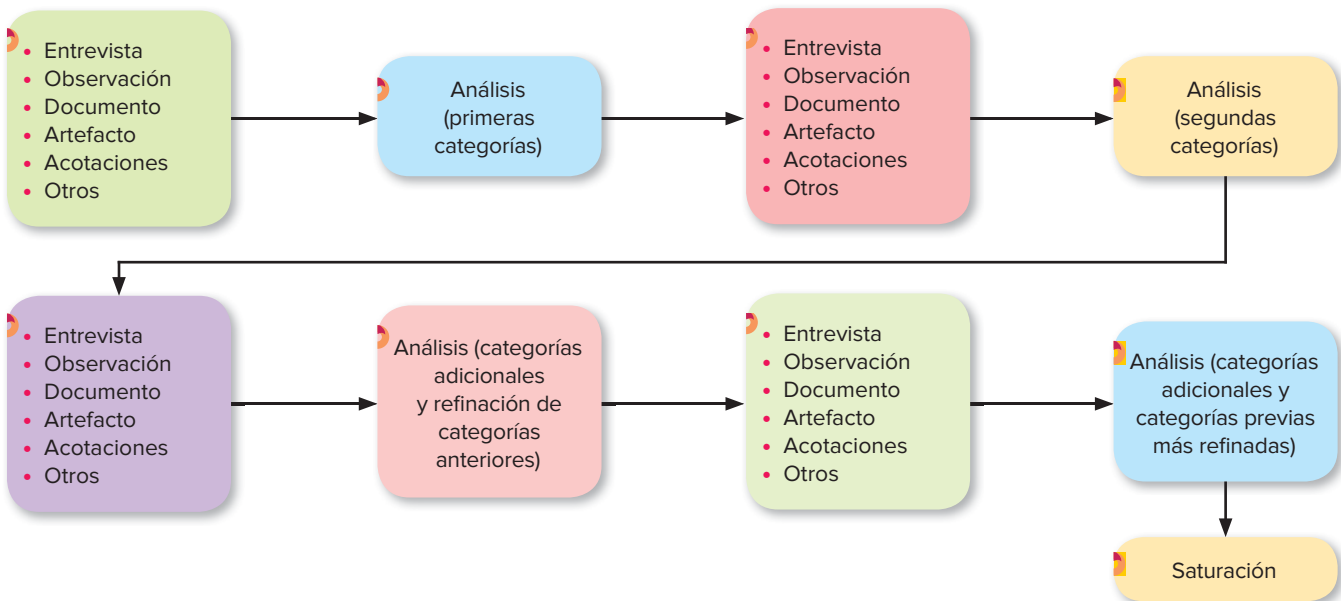 • Entrevista
• Observación
• Documento
• Artefacto
• Acotaciones
• Otros
Análisis
(primeras
categorías)
• Entrevista
• Observación
• Documento
• Artefacto
• Acotaciones
• Otros
Análisis
(segundas
categorías)
• Entrevista
• Observación
• Documento
• Artefacto
• Acotaciones
• Otros
Análisis (categorías
adicionales
y refinación de
categorías
anteriores)
• Entrevista
• Observación
• Documento
• Artefacto
• Acotaciones
• Otros
Análisis (categorías
adicionales y
categorías previas
más refinadas)
Saturación